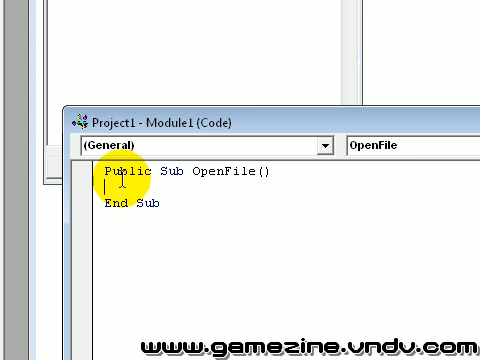 Project1 - Module1 (Code)
(General) OpenFile
Public Sub OpenFile()
End Sub
www.gamezine.vndv.com